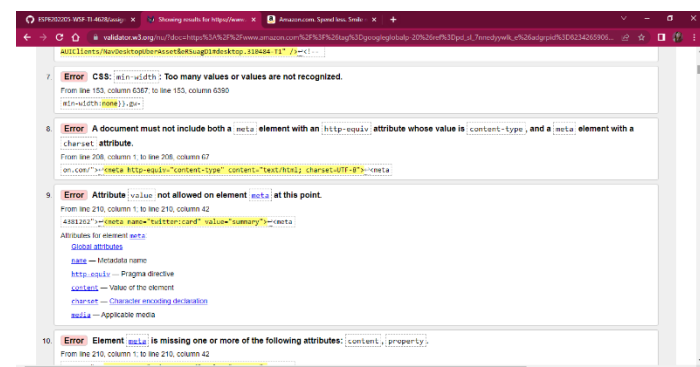 ESPE202205-WSF-TI-4628/assig
Showing results for https://www.
Amazon.com. Spend less. Smile
validator.w3.org/nu/?doc=https%3A%2F%2Fwww.amazon.com%2F%3F%26tag%3Dgoogleglobalp-20%26ref%3Dpd_sl_7nnedyywlk_e%26adgrpid%3D8234265906...
AUIClients/NavDesktopUberAsset&eRSuagD1#desktop.310484-T1" />↩<!--
7. Error CSS: min-width: Too many values or values are not recognized.
From line 153, column 6387; to line 153, column 6390
min-width:none}}.gw-
8. Error A document must not include both a meta element with an http-equiv attribute whose value is content-type, and a meta element with a
charset attribute.
From line 208, column 1; to line 208, column 67
on.com/">↩<meta http-equiv="content-type" content="text/html; charset=UTF-8">↩<meta
9. Error Attribute value not allowed on element meta at this point.
From line 210, column 1; to line 210, column 42
4381262">↩<meta name="twitter:card" value="summary">↩<meta
Attributes for element meta:
Global attributes
name — Metadata name
http-equiv — Pragma directive
content — Value of the element
charset — Character encoding declaration
media — Applicable media
10. Error Element meta is missing one or more of the following attributes: content, property.
From line 210, column 1; to line 210, column 42